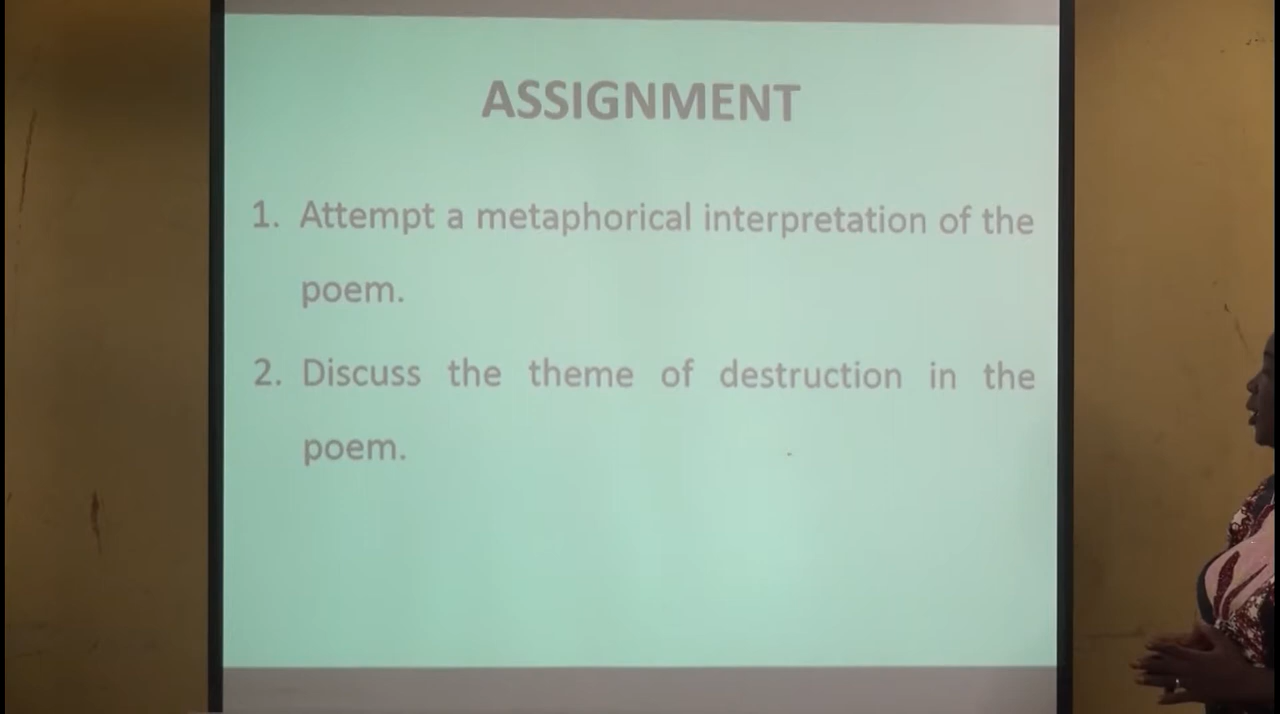 ASSIGNMENT
1. Attempt a metaphorical interpretation of the
poem.
2. Discuss the theme of destruction in the
poem.